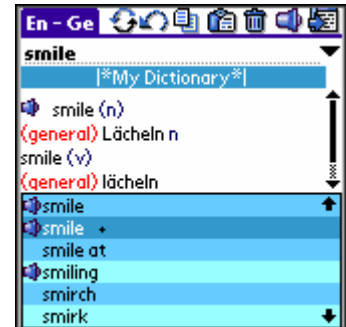 En - Ge
smile
|*My Dictionary*|
smile (n)
(general) Lächeln n
smile (v)
(general) lächeln
smile
smile •
smile at
smiling
smirch
smirk